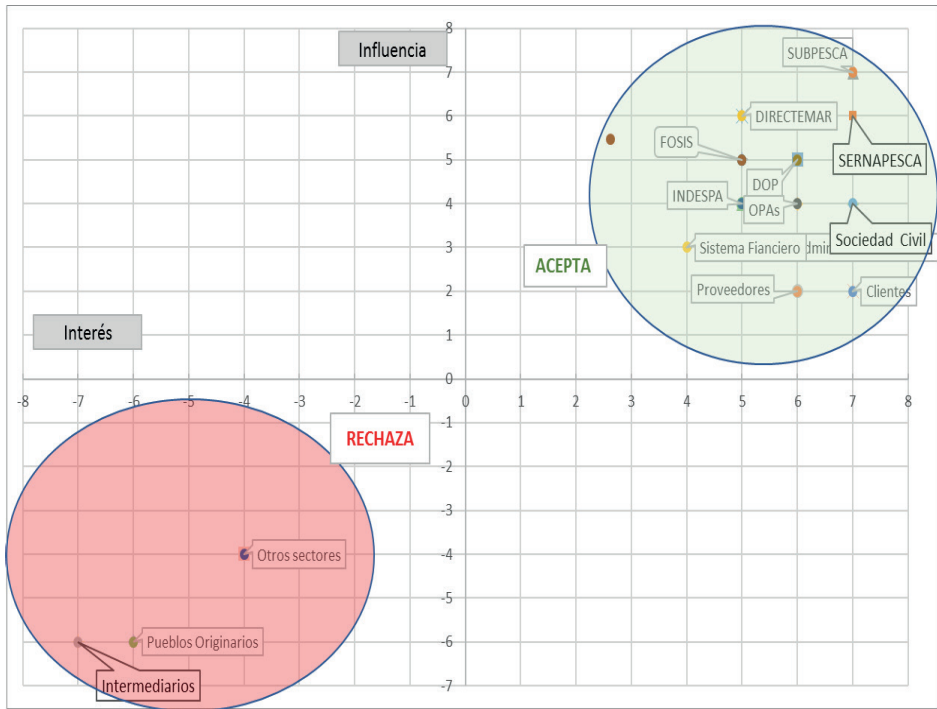 8
Influencia
SUBPESCA
7
6
DIRECTEMAR
FOSIS
SERNAPESCA
5
DOP
INDESPA
OPAs
4
Sociedad Civil
3
Sistema Fianciero
ACEPTA
Proveedores
Clientes
2
Interés
1
0
-8 -7 -6 -5 -4 -3 -2 -1 0 1 2 3 4 5 6 7 8
-1
RECHAZA
-2
-3
-4
Otros sectores
-5
-6
Pueblos Originarios
Intermediarios
-7